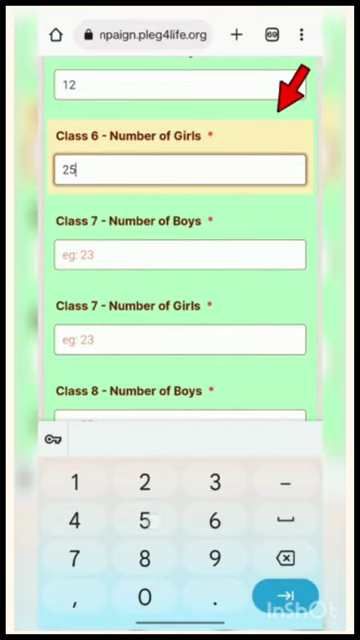 npaign.pleg4life.org
69
12
Class 6 - Number of Girls *
25
Class 7 - Number of Boys *
eg: 23
Class 7 - Number of Girls *
eg: 23
Class 8 - Number of Boys *
1 2 3 –
4 5 6
7 8 9
, 0 .
InShOt